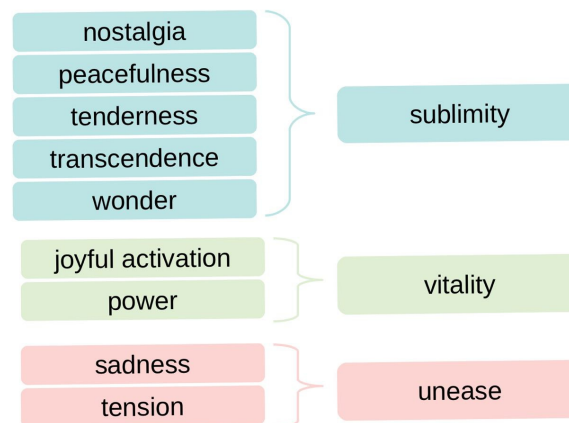 nostalgia
peacefulness
tenderness
transcendence
wonder
sublimity
joyful activation
power
vitality
sadness
tension
unease